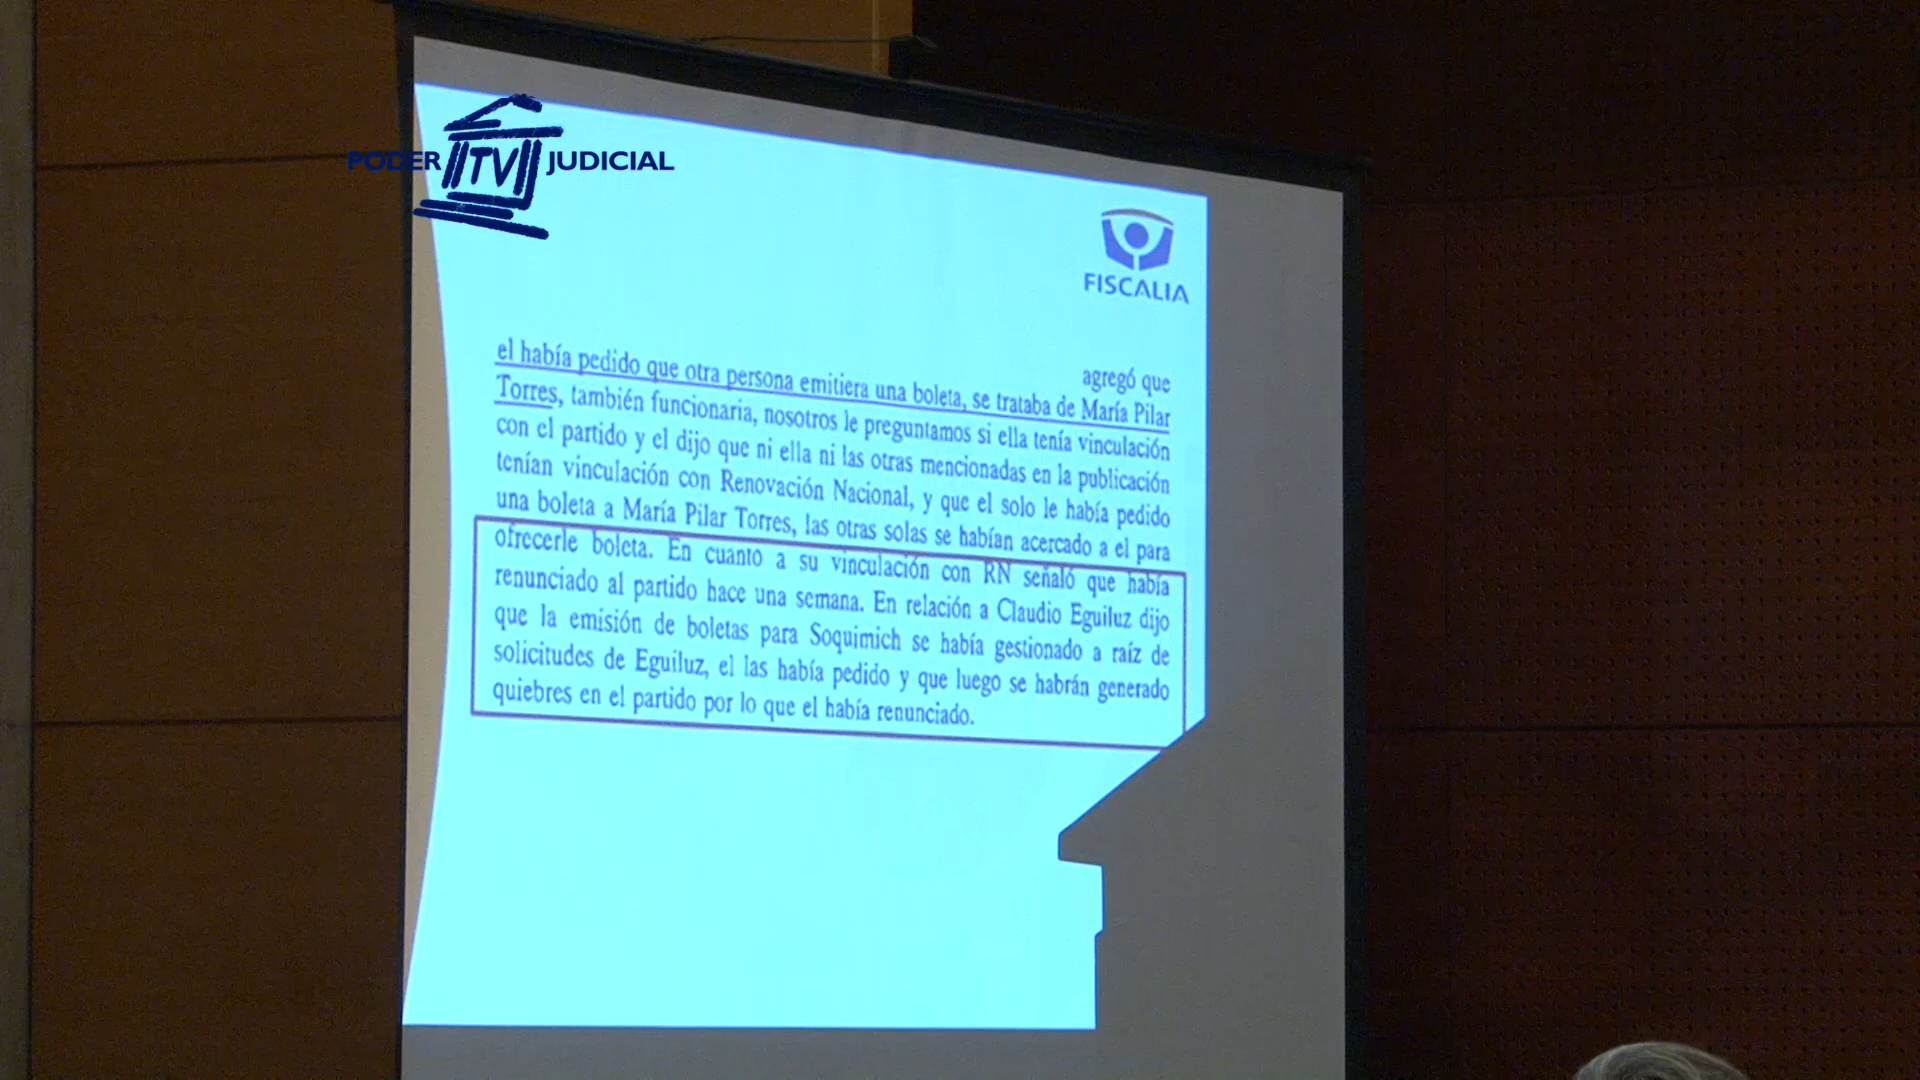 PODER TV JUDICIAL
FISCALIA
agregó que
el había pedido que otra persona emitiera una boleta, se trataba de María Pilar
Torres, también funcionaria, nosotros le preguntamos si ella tenía vinculación
con el partido y el dijo que ni ella ni las otras mencionadas en la publicación
tenían vinculación con Renovación Nacional, y que el solo le había pedido
una boleta a María Pilar Torres, las otras solas se habían acercado a el para
ofrecerle boleta. En cuanto a su vinculación con RN señaló que había
renunciado al partido hace una semana. En relación a Claudio Eguiluz dijo
que la emisión de boletas para Soquimich se había gestionado a raíz de
solicitudes de Eguiluz, el las había pedido y que luego se habrán generado
quiebres en el partido por lo que el había renunciado.